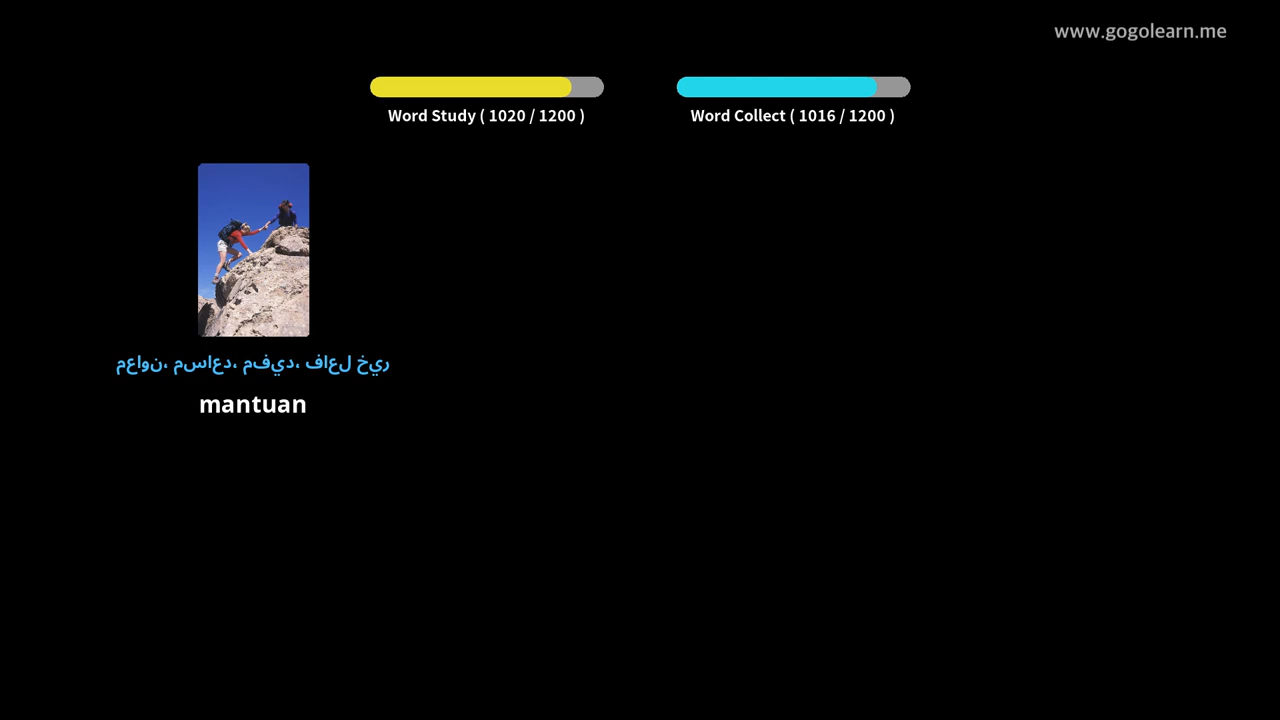 www.gogolearn.me
Word Study ( 1020 / 1200 )
Word Collect ( 1016 / 1200 )
معاون، مساعد، مفيد، فاعل خير
mantuan